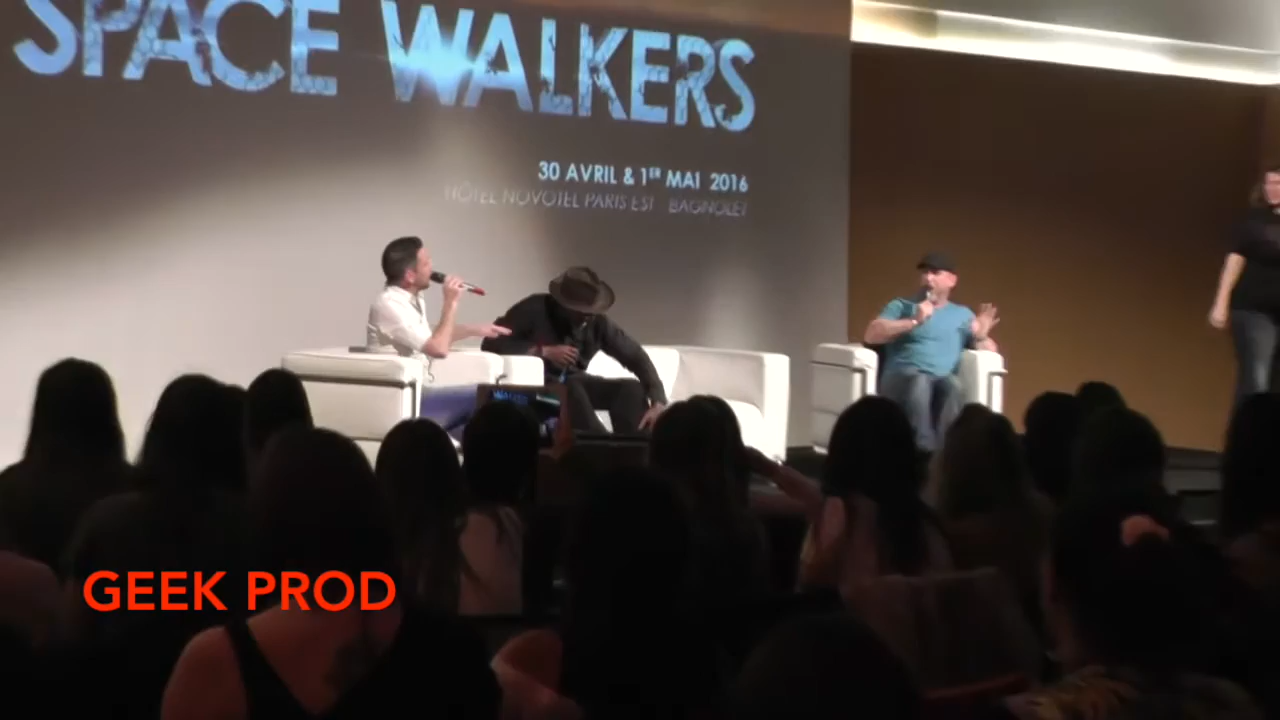 SPACE WALKERS
30 AVRIL & 1ER MAI 2016
HÔTEL NOVOTEL PARIS EST BAGNOLET
GEEK PROD